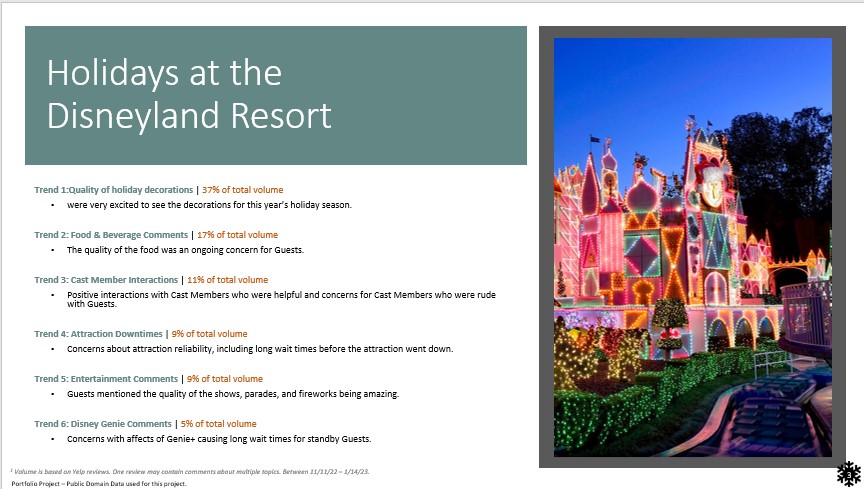 Holidays at the
Disneyland Resort
Trend 1:Quality of holiday decorations | 37% of total volume
• were very excited to see the decorations for this year's holiday season.
Trend 2: Food & Beverage Comments | 17% of total volume
• The quality of the food was an ongoing concern for Guests.
Trend 3: Cast Member Interactions | 11% of total volume
• Positive interactions with Cast Members who were helpful and concerns for Cast Members who were rude
with Guests.
Trend 4: Attraction Downtimes | 9% of total volume
• Concerns about attraction reliability, including long wait times before the attraction went down.
Trend 5: Entertainment Comments | 9% of total volume
• Guests mentioned the quality of the shows, parades, and fireworks being amazing.
Trend 6: Disney Genie Comments | 5% of total volume
• Concerns with affects of Genie+ causing long wait times for standby Guests.
¹ Volume is based on Yelp reviews. One review may contain comments about multiple topics. Between 11/11/22 – 1/14/23.
Portfolio Project – Public Domain Data used for this project.
3